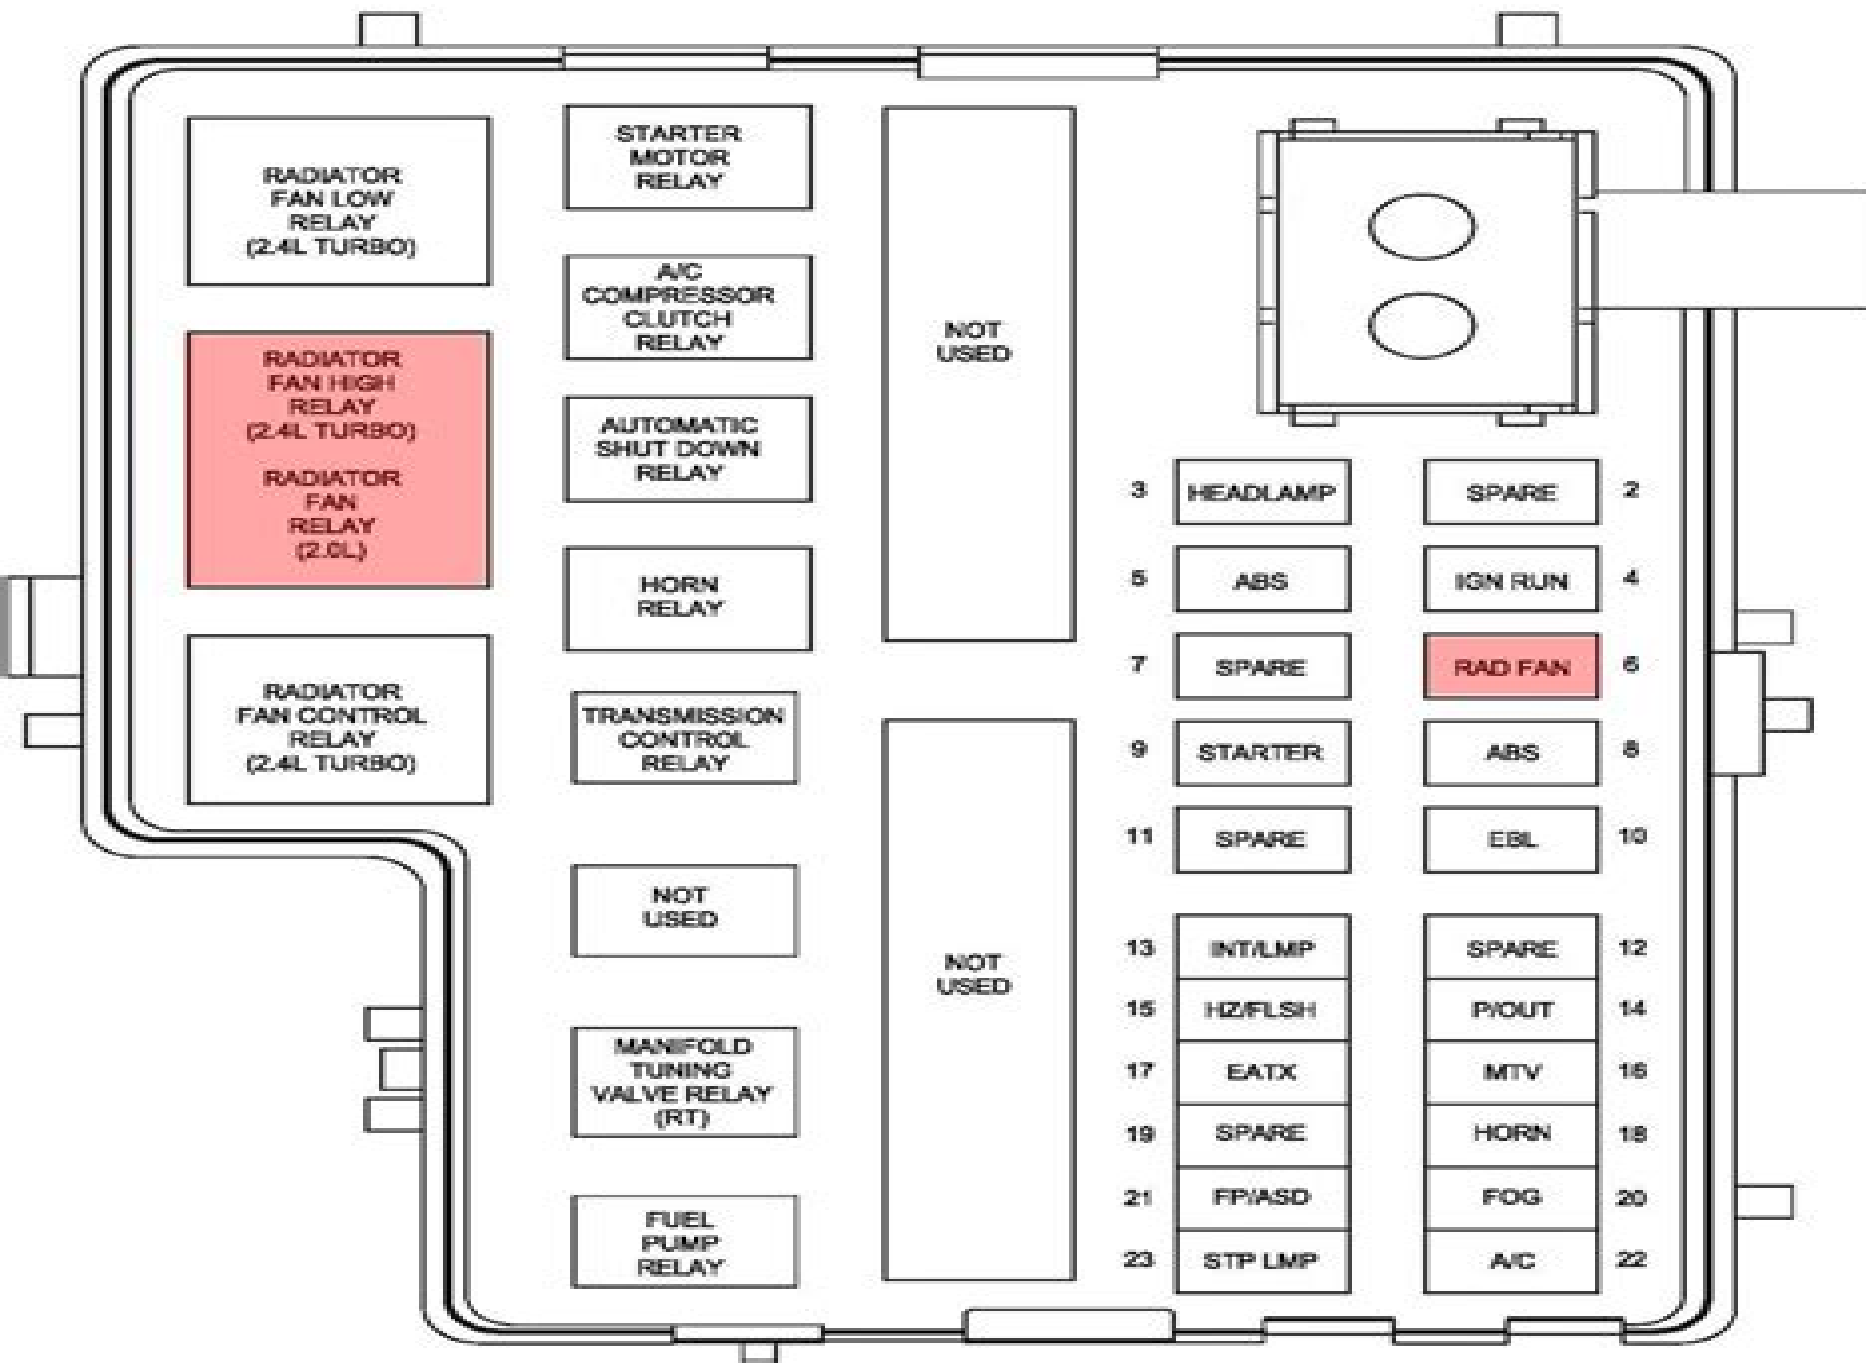 RADIATOR
FAN LOW
RELAY
(2.4L TURBO)
RADIATOR
FAN HIGH
RELAY
(2.4L TURBO)
RADIATOR
FAN
RELAY
(2.0L)
RADIATOR
FAN CONTROL
RELAY
(2.4L TURBO)
STARTER
MOTOR
RELAY
A/C
COMPRESSOR
CLUTCH
RELAY
AUTOMATIC
SHUT DOWN
RELAY
HORN
RELAY
TRANSMISSION
CONTROL
RELAY
NOT
USED
MANIFOLD
TUNING
VALVE RELAY
(RT)
FUEL
PUMP
RELAY
NOT
USED
NOT
USED
3 HEADLAMP SPARE 2
5 ABS IGN RUN 4
7 SPARE RAD FAN 6
9 STARTER ABS 8
11 SPARE EBL 10
13 INT/LMP SPARE 12
15 HZ/FLSH P/OUT 14
17 EATX MTV 16
19 SPARE HORN 18
21 FP/ASD FOG 20
23 STP LMP A/C 22